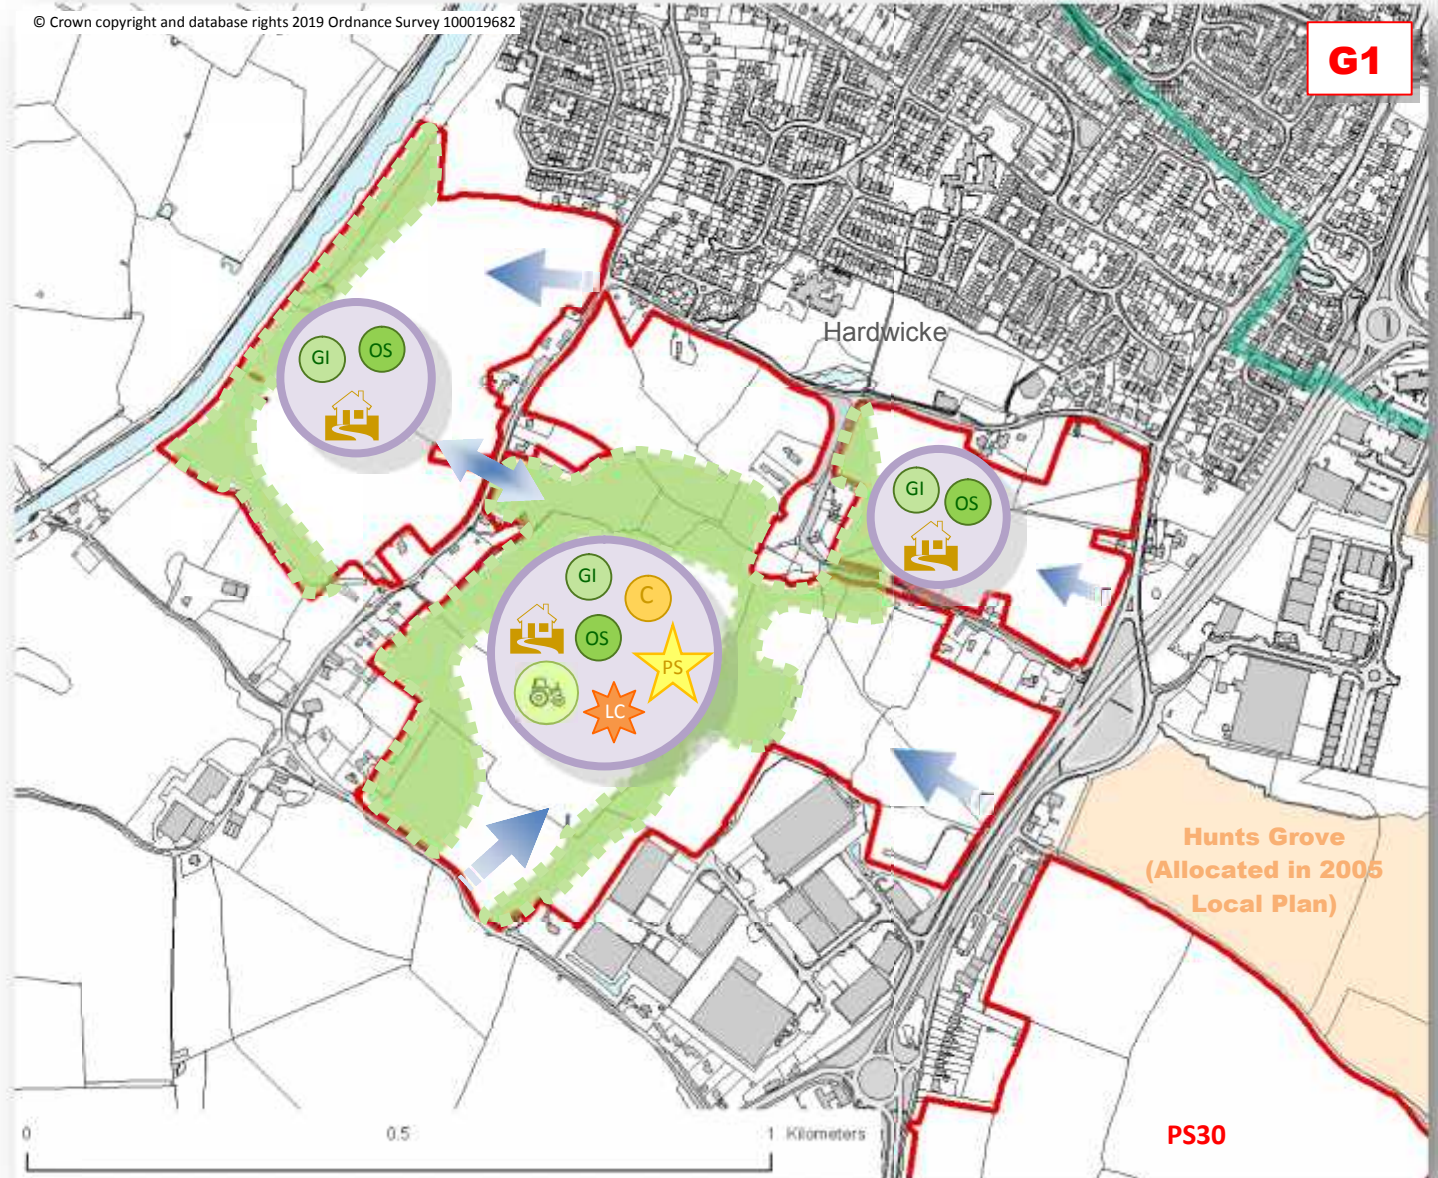 © Crown copyright and database rights 2019 Ordnance Survey 100019682
G1
Hardwicke
GI
OS
GI
OS
GI
C
OS
PS
LC
Hunts Grove
(Allocated in 2005
Local Plan)
PS30
0
0.5
1 Kilometers